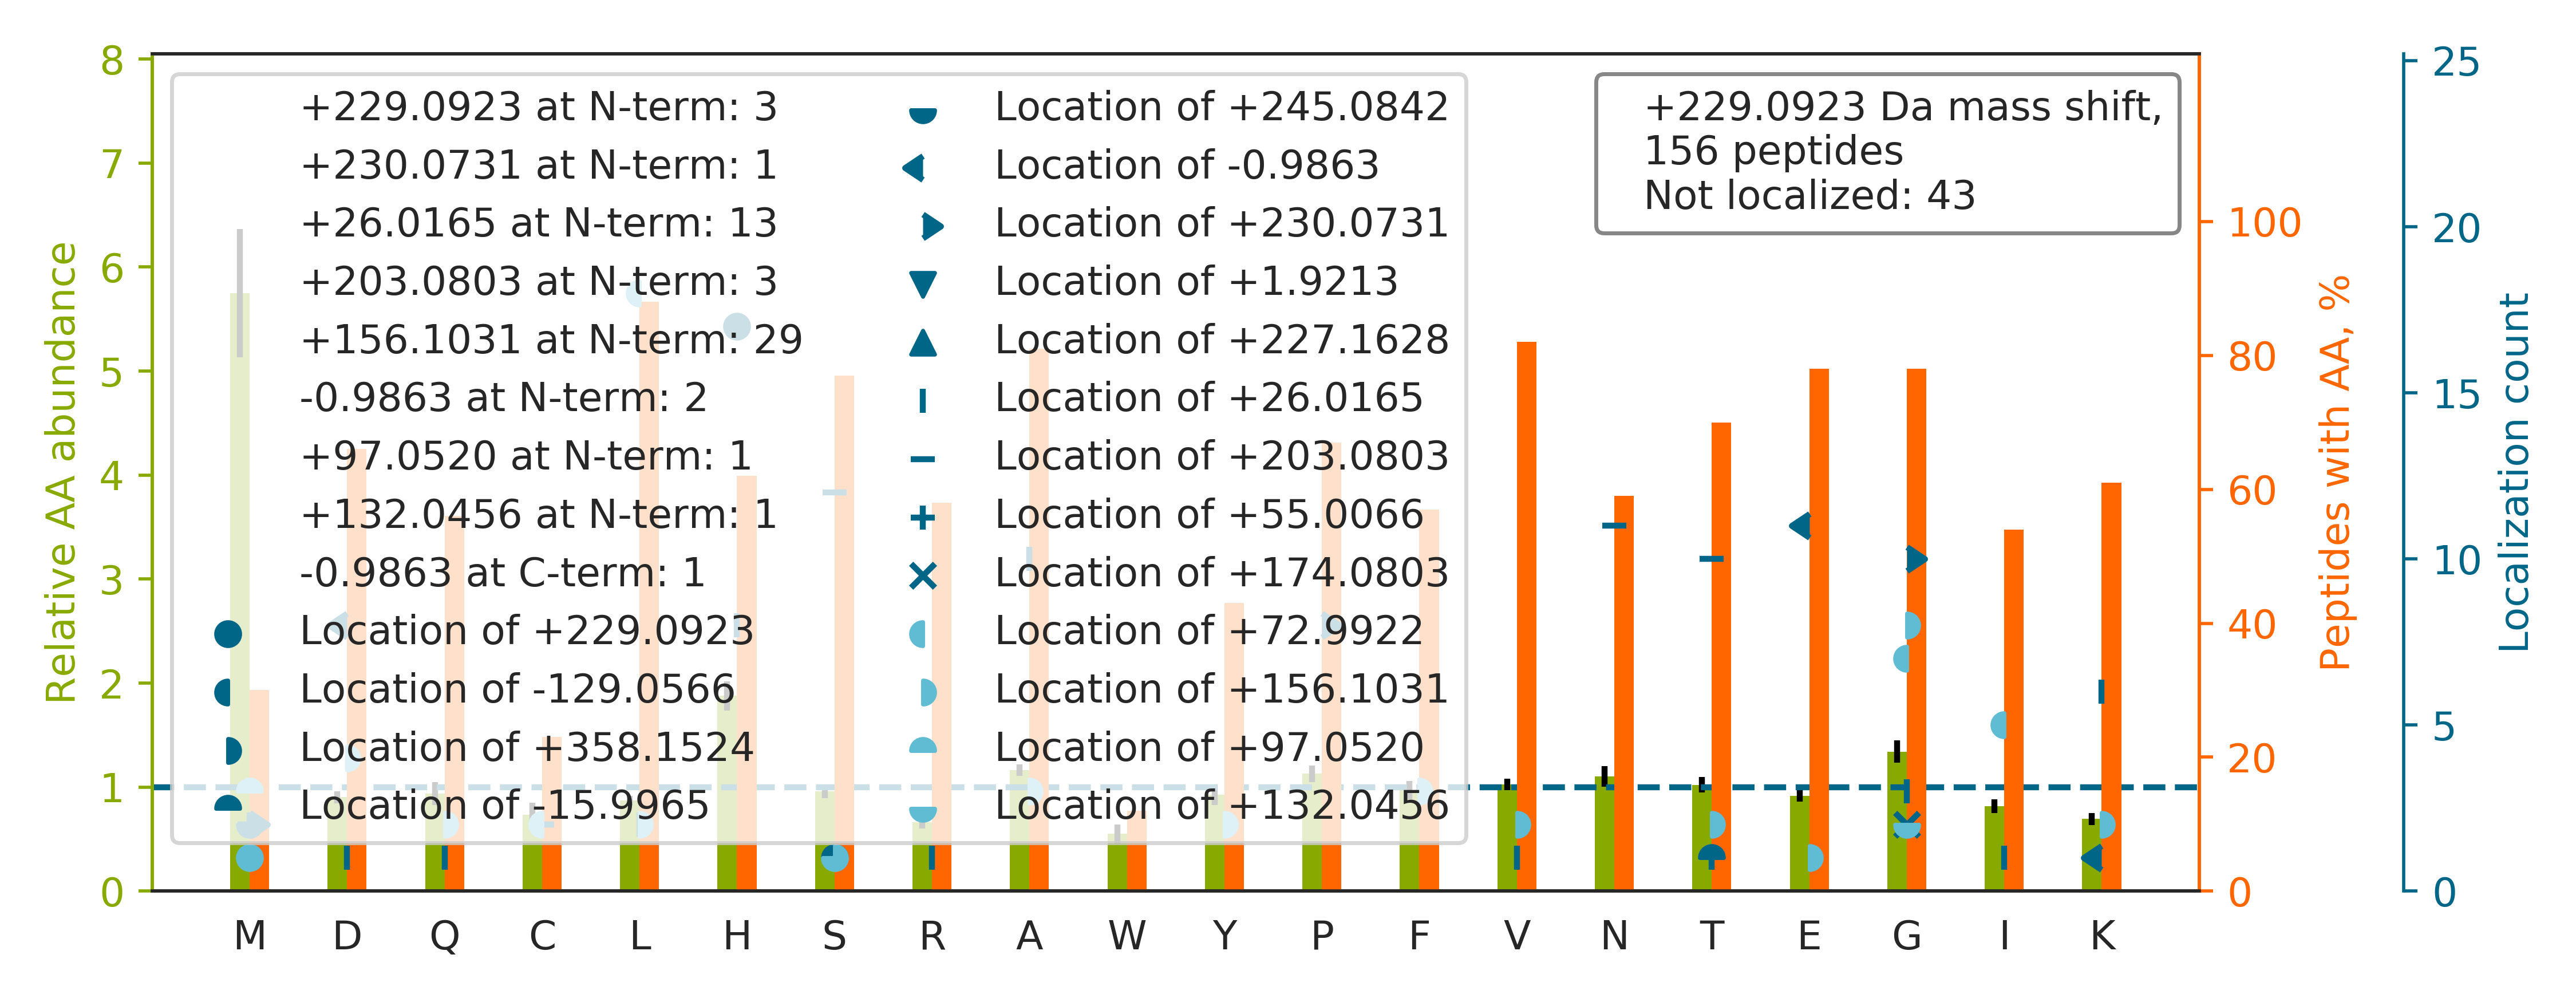 8
7
6
5
4
3
2
1
0
Relative AA abundance
+229.0923 at N-term: 3
+230.0731 at N-term: 1
+26.0165 at N-term: 13
+203.0803 at N-term: 3
+156.1031 at N-term: 29
-0.9863 at N-term: 2
+97.0520 at N-term: 1
+132.0456 at N-term: 1
-0.9863 at C-term: 1
Location of +229.0923
Location of -129.0566
Location of +358.1524
Location of -15.9965
Location of +245.0842
Location of -0.9863
Location of +230.0731
Location of +1.9213
Location of +227.1628
Location of +26.0165
Location of +203.0803
Location of +55.0066
Location of +174.0803
Location of +72.9922
Location of +156.1031
Location of +97.0520
Location of +132.0456
+229.0923 Da mass shift,
156 peptides
Not localized: 43
100
80
60
40
20
0
Peptides with AA, %
25
20
15
10
5
0
Localization count
M D Q C L H S R A W Y P F V N T E G I K